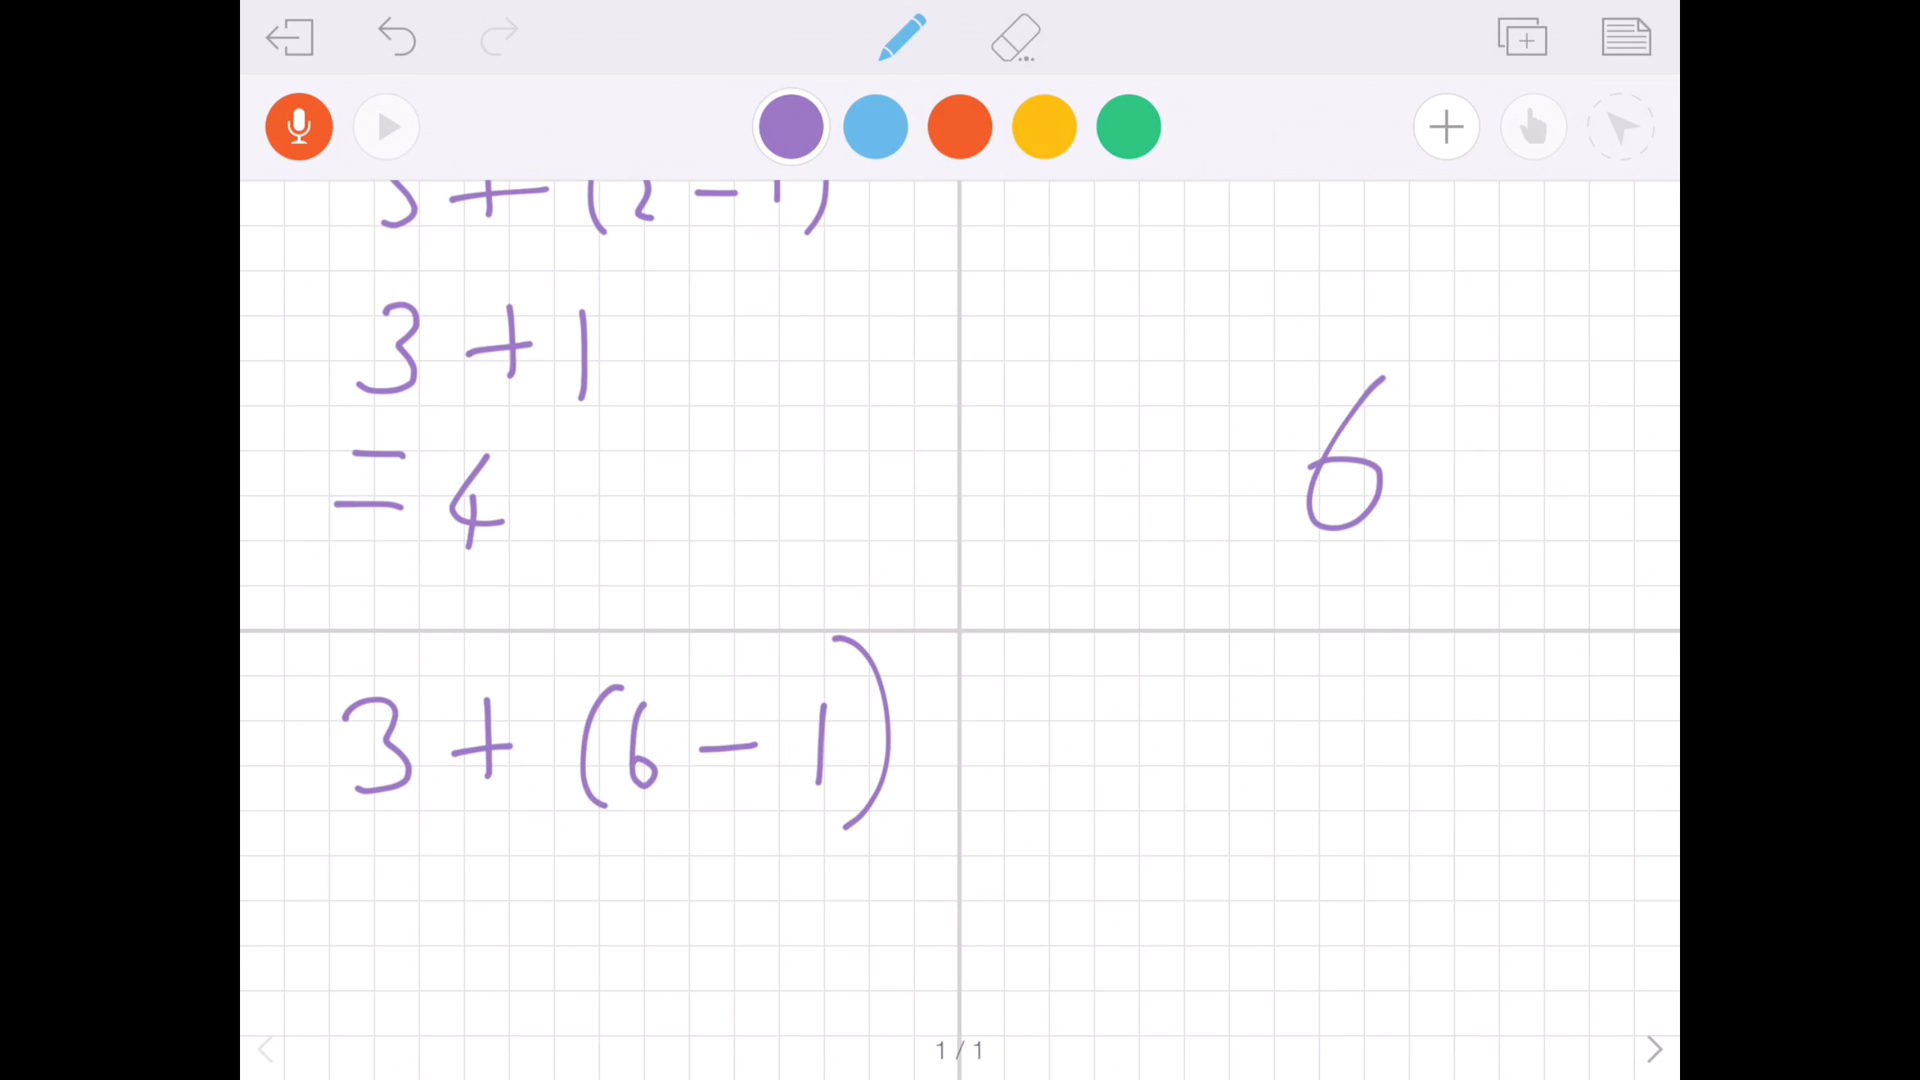 3 + (2 - 1)
3 + 1
= 4
6
3 + (6 - 1)
1 / 1